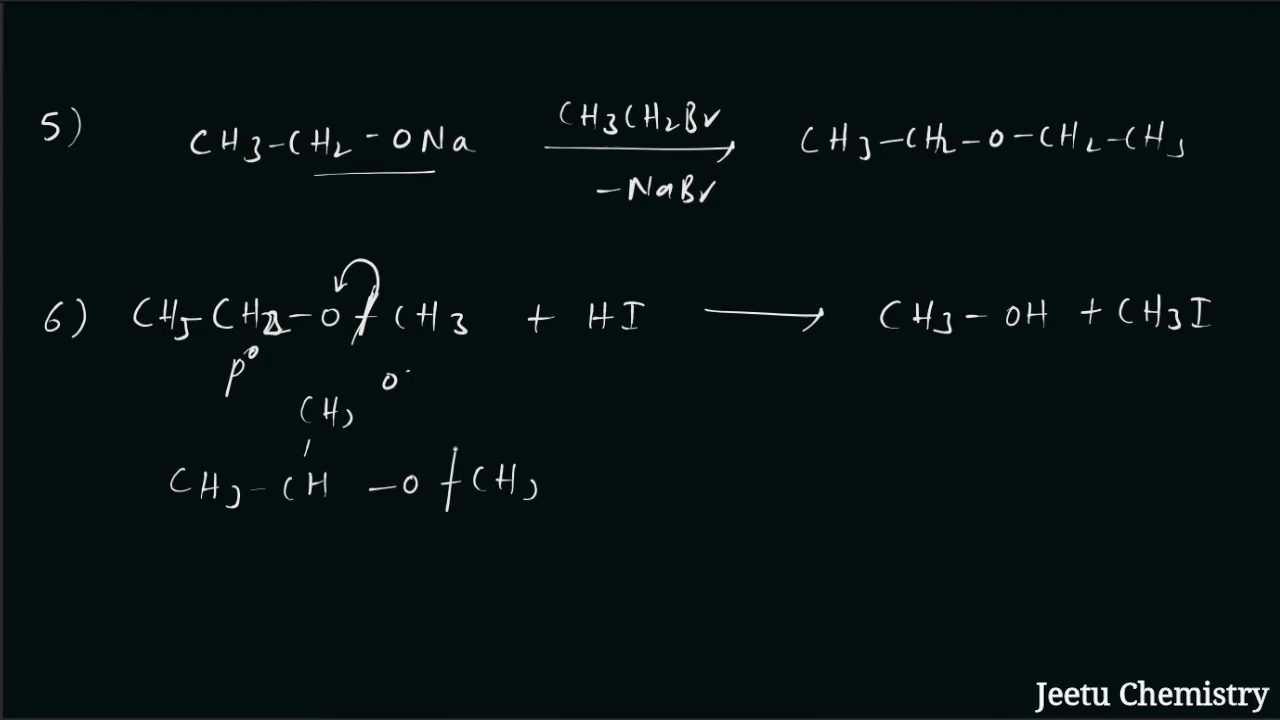 5) CH3-CH2-ONa CH3CH2Br CH3-CH2-O-CH2-CH3
-NaBr
6) CH3-CH2-O-CH3 + HI ⟶ CH3-OH + CH3I
p° o·
CH3
CH3-CH-O-CH3
Jeetu Chemistry